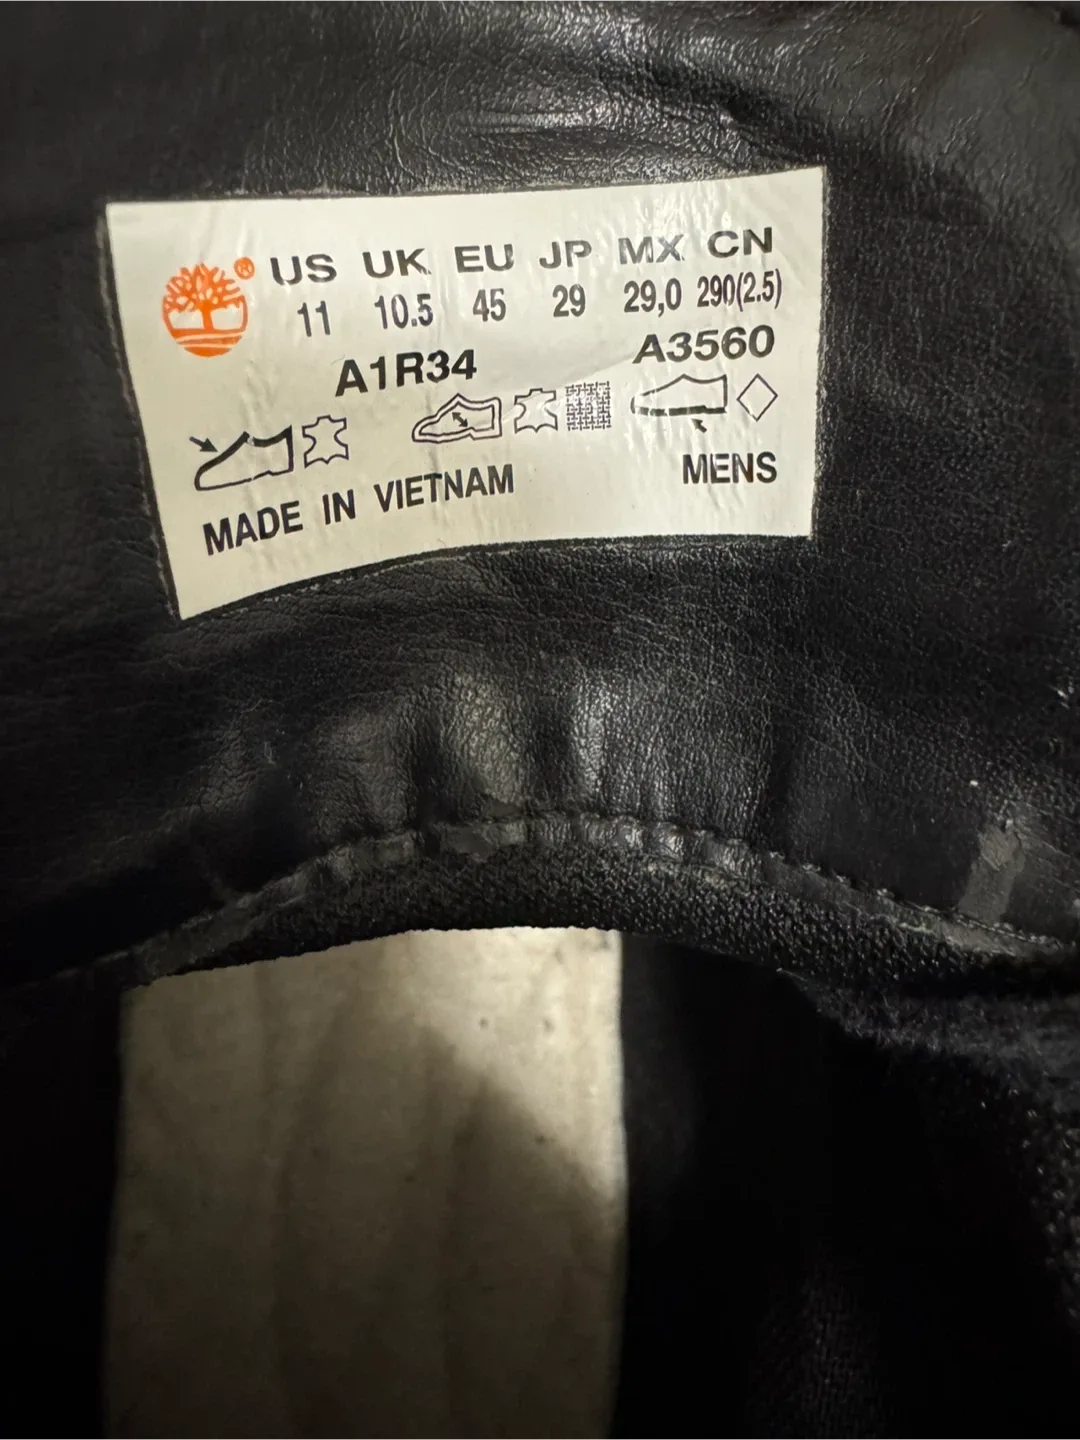 ® US UK EU JP MX CN
11 10.5 45 29 29,0 290(2.5)
A1R34 A3560
MADE IN VIETNAM MENS